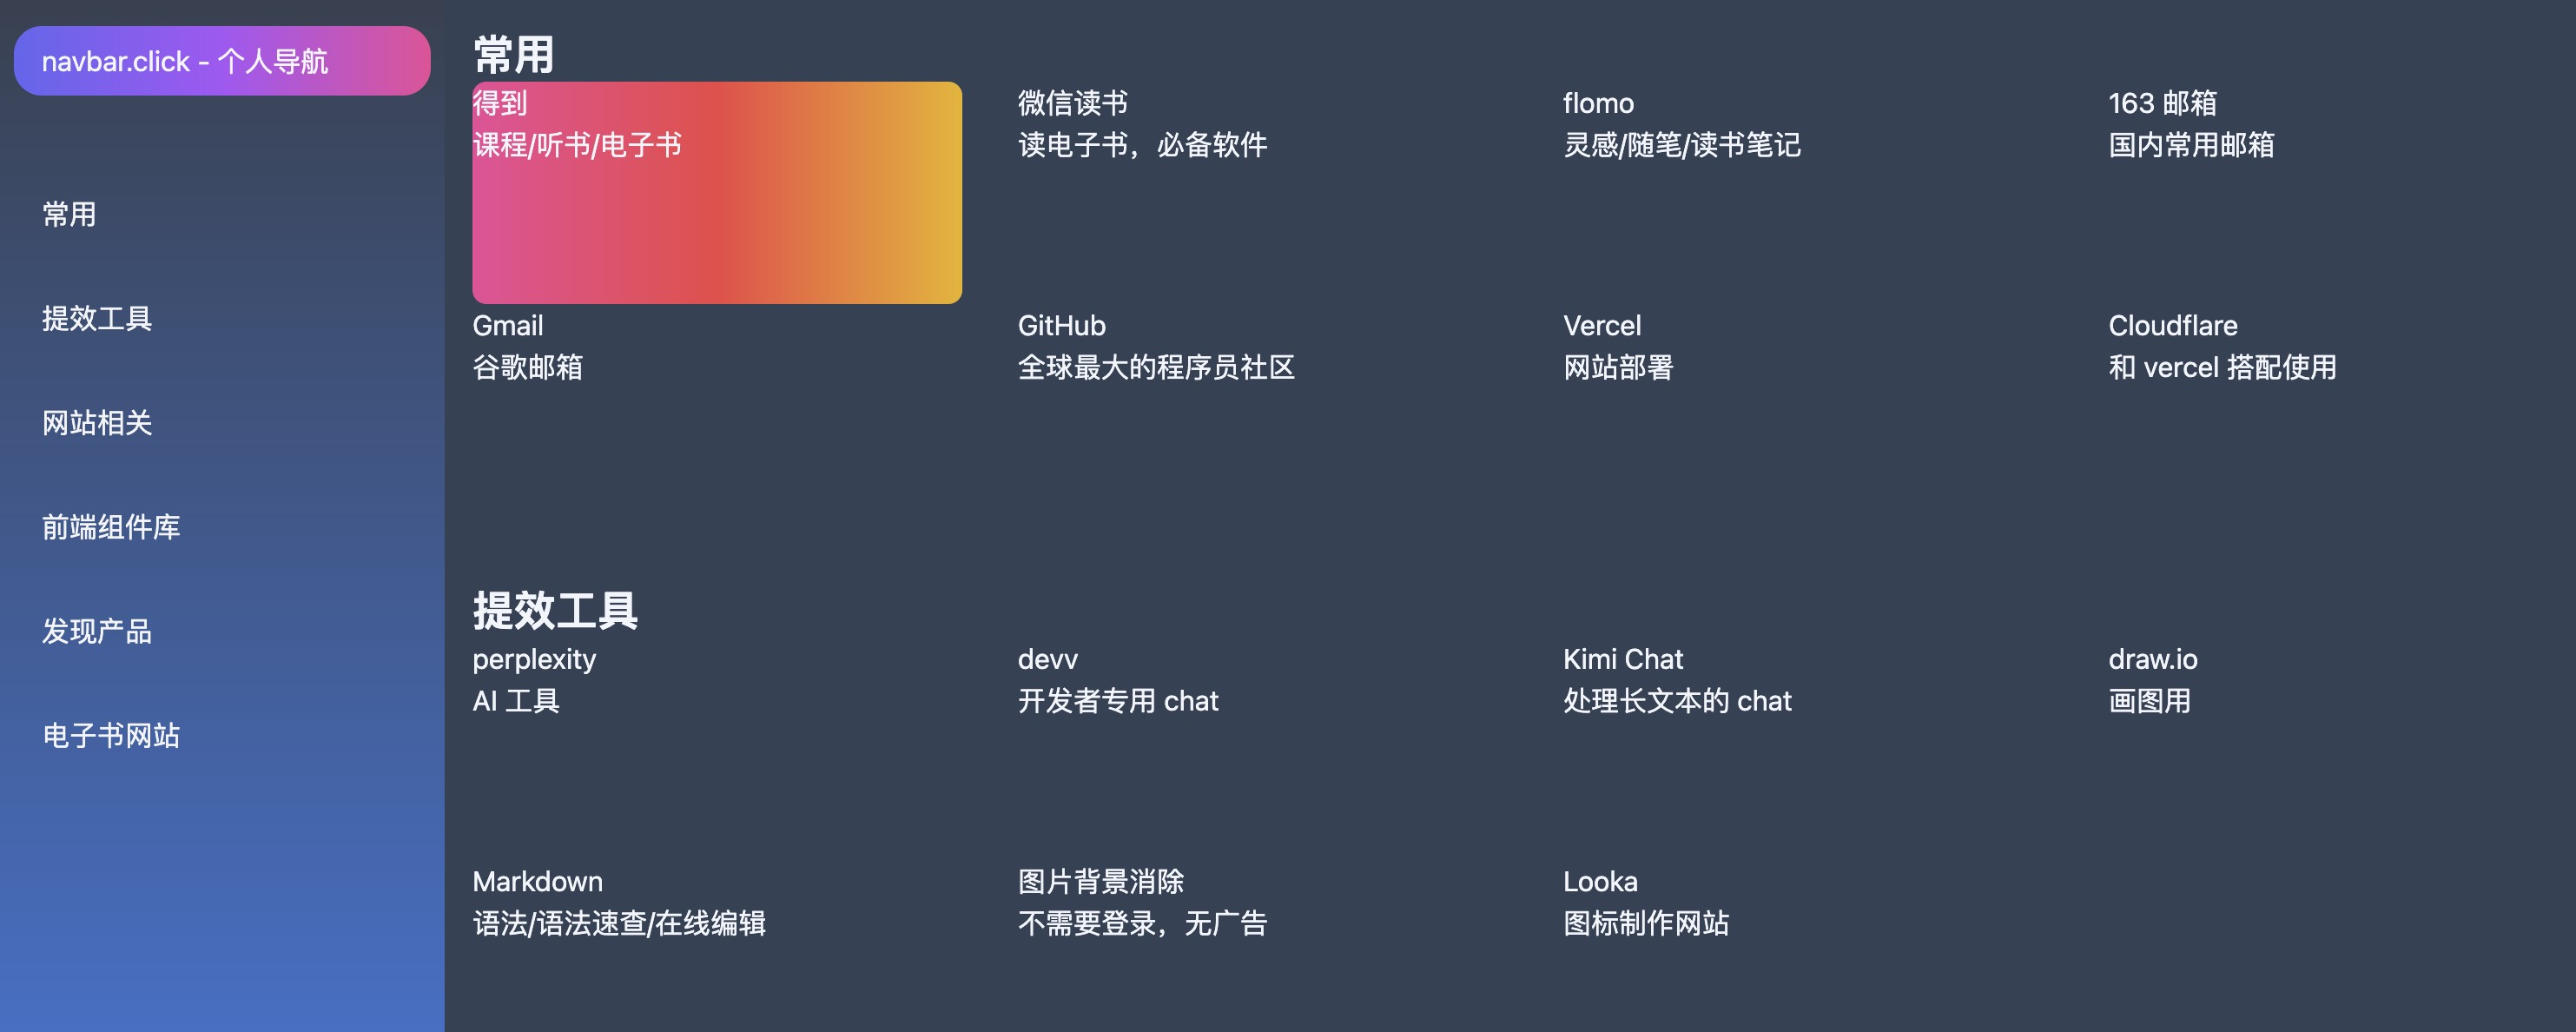 navbar.click - 个人导航
常用
提效工具
网站相关
前端组件库
发现产品
电子书网站
常用
得到
课程/听书/电子书
微信读书
读电子书，必备软件
flomo
灵感/随笔/读书笔记
163 邮箱
国内常用邮箱
Gmail
谷歌邮箱
GitHub
全球最大的程序员社区
Vercel
网站部署
Cloudflare
和 vercel 搭配使用
提效工具
perplexity
AI 工具
devv
开发者专用 chat
Kimi Chat
处理长文本的 chat
draw.io
画图用
Markdown
语法/语法速查/在线编辑
图片背景消除
不需要登录，无广告
Looka
图标制作网站